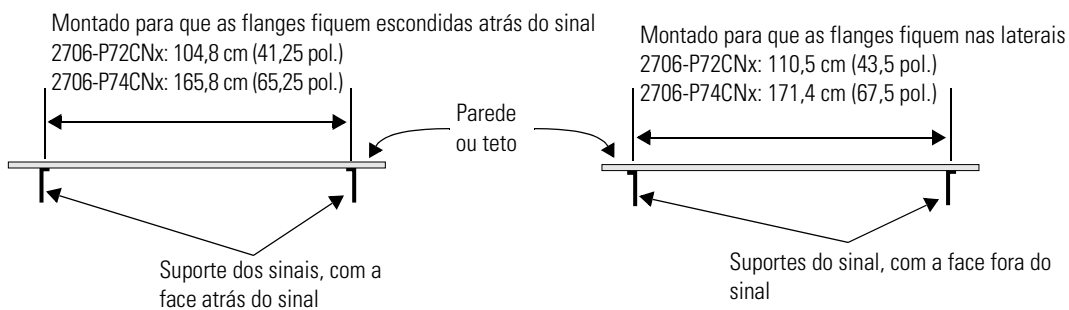 Montado para que as flanges fiquem escondidas atrás do sinal
2706-P72CNx: 104,8 cm (41,25 pol.)
2706-P74CNx: 165,8 cm (65,25 pol.)
Montado para que as flanges fiquem nas laterais
2706-P72CNx: 110,5 cm (43,5 pol.)
2706-P74CNx: 171,4 cm (67,5 pol.)
Parede
ou teto
Suporte dos sinais, com a
face atrás do sinal
Suportes do sinal, com a face fora do
sinal